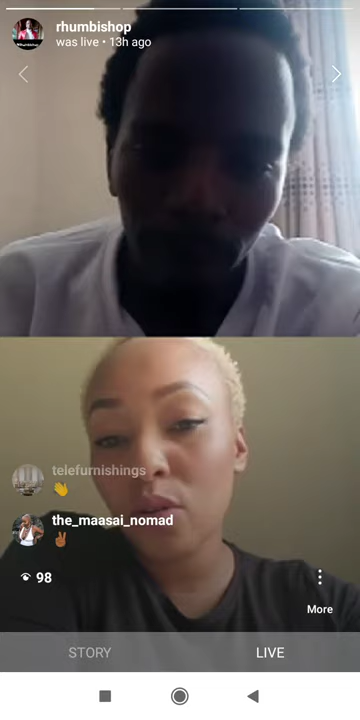 rhumbishop
was live • 13h ago
telefurnishings
👋
the_maasai_nomad
✌🏾
98
More
STORY
LIVE